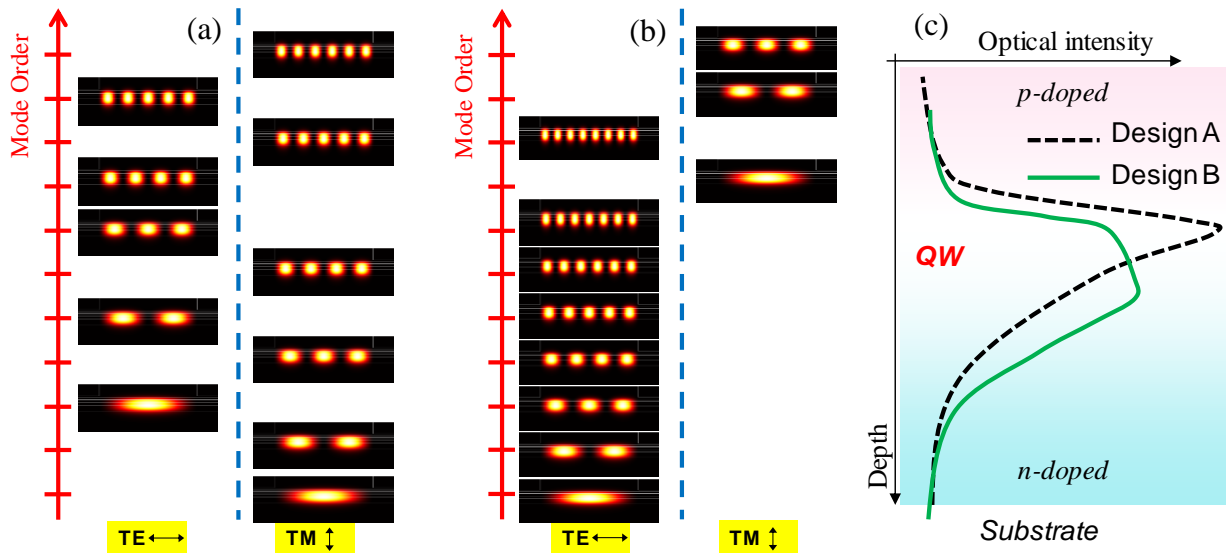 (a)
Mode Order
TE
TM
(b)
Mode Order
TE
TM
(c)
Optical intensity
p-doped
Design A
Design B
QW
Depth
n-doped
Substrate